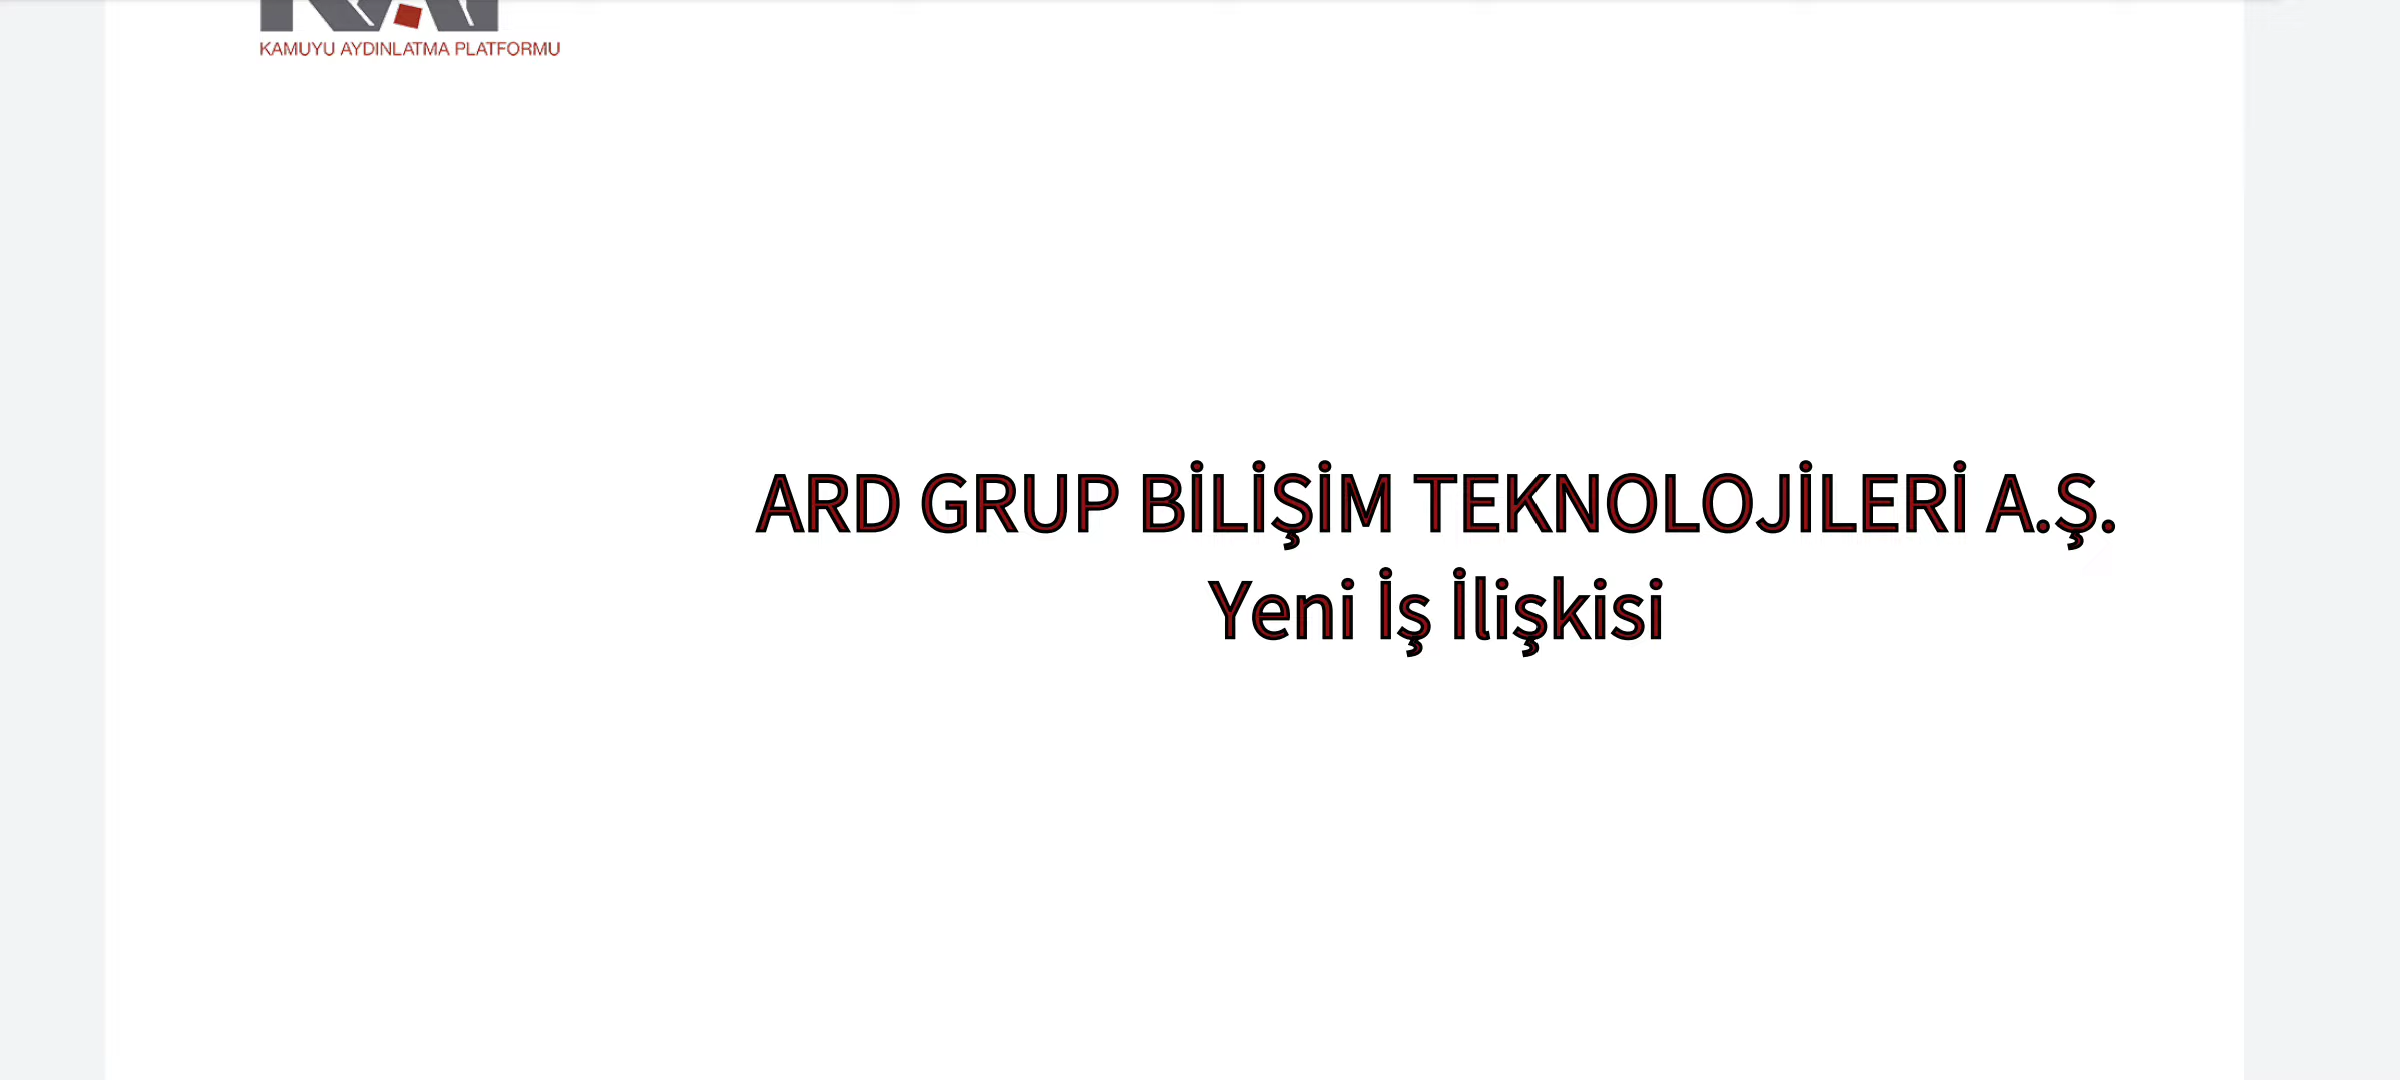 KAMUYU AYDINLATMA PLATFORMU
ARD GRUP BİLİŞİM TEKNOLOJİLERİ A.Ş.
Yeni İş İlişkisi